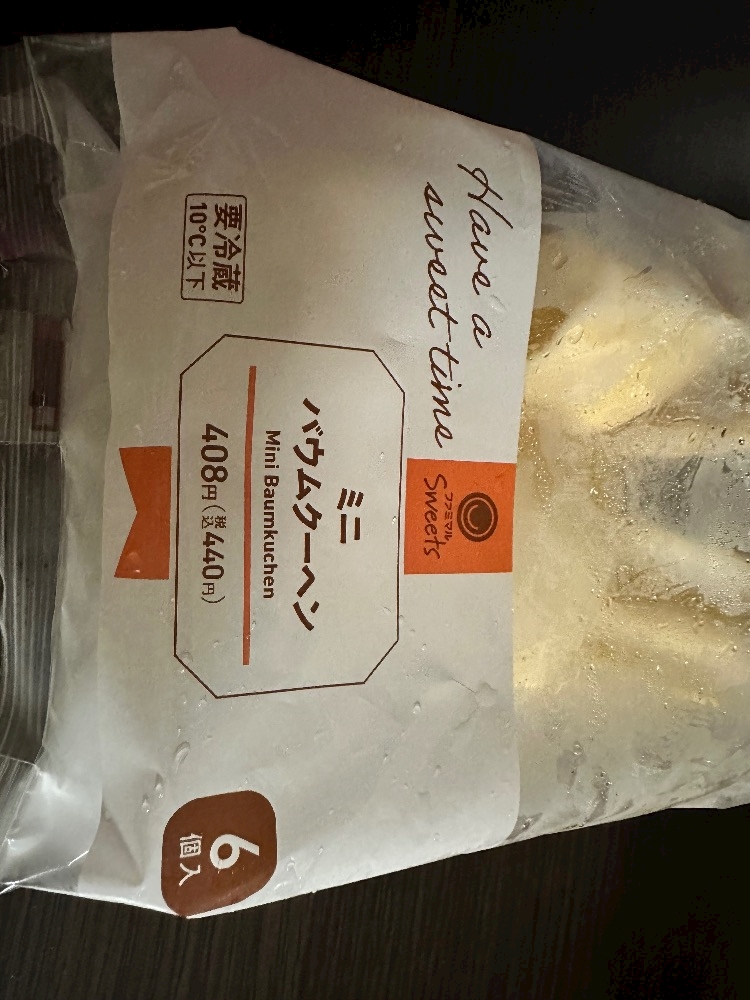 Have a
sweet time
ファミマル
Sweets
要冷蔵
10℃以下
ミニ
バウムクーヘン
Mini Baumkuchen
408円(税込440円)
6
個入